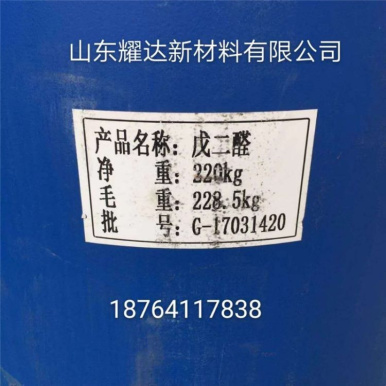 山东耀达新材料有限公司
产品名称：戊二醛
净 重：220kg
毛 重：228.5kg
批 号：G-17031420
18764117838